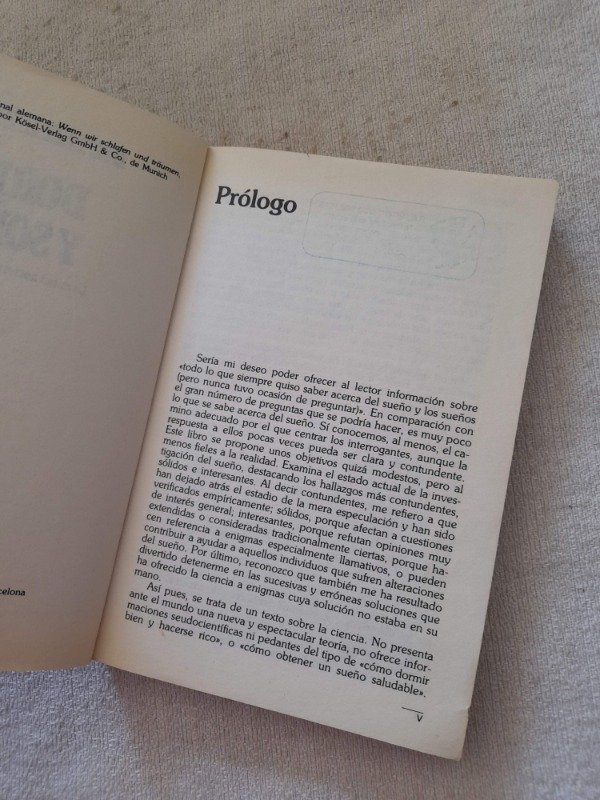 nal alemana: Wenn wir schlafen und träumen,
por Kösel-Verlag GmbH & Co., de Munich
celona
Prólogo
Sería mi deseo poder ofrecer al lector información sobre
«todo lo que siempre quiso saber acerca del sueño y los sueños
(pero nunca tuvo ocasión de preguntar)». En comparación con
el gran número de preguntas que se podría hacer, es muy poco
lo que se sabe acerca del sueño. Sí conocemos, al menos, el ca-
mino adecuado por el que centrar los interrogantes, aunque la
respuesta a ellos pocas veces pueda ser clara y contundente.
Este libro se propone unos objetivos quizá modestos, pero al
menos fieles a la realidad. Examina el estado actual de la inves-
tigación del sueño, destacando los hallazgos más contundentes,
sólidos e interesantes. Al decir contundentes, me refiero a que
han dejado atrás el estadio de la mera especulación y han sido
verificados empíricamente; sólidos, porque afectan a cuestiones
de interés general; interesantes, porque refutan opiniones muy
extendidas o consideradas tradicionalmente ciertas, porque ha-
cen referencia a enigmas especialmente llamativos, o pueden
contribuir a ayudar a aquellos individuos que sufren alteraciones
del sueño. Por último, reconozco que también me ha resultado
divertido detenerme en las sucesivas y erróneas soluciones que
ha ofrecido la ciencia a enigmas cuya solución no estaba en su
mano.
Así pues, se trata de un texto sobre la ciencia. No presenta
ante el mundo una nueva y espectacular teoría, no ofrece infor-
maciones seudocientíficas ni pedantes del tipo de «cómo dormir
bien y hacerse rico», o «cómo obtener un sueño saludable».
V